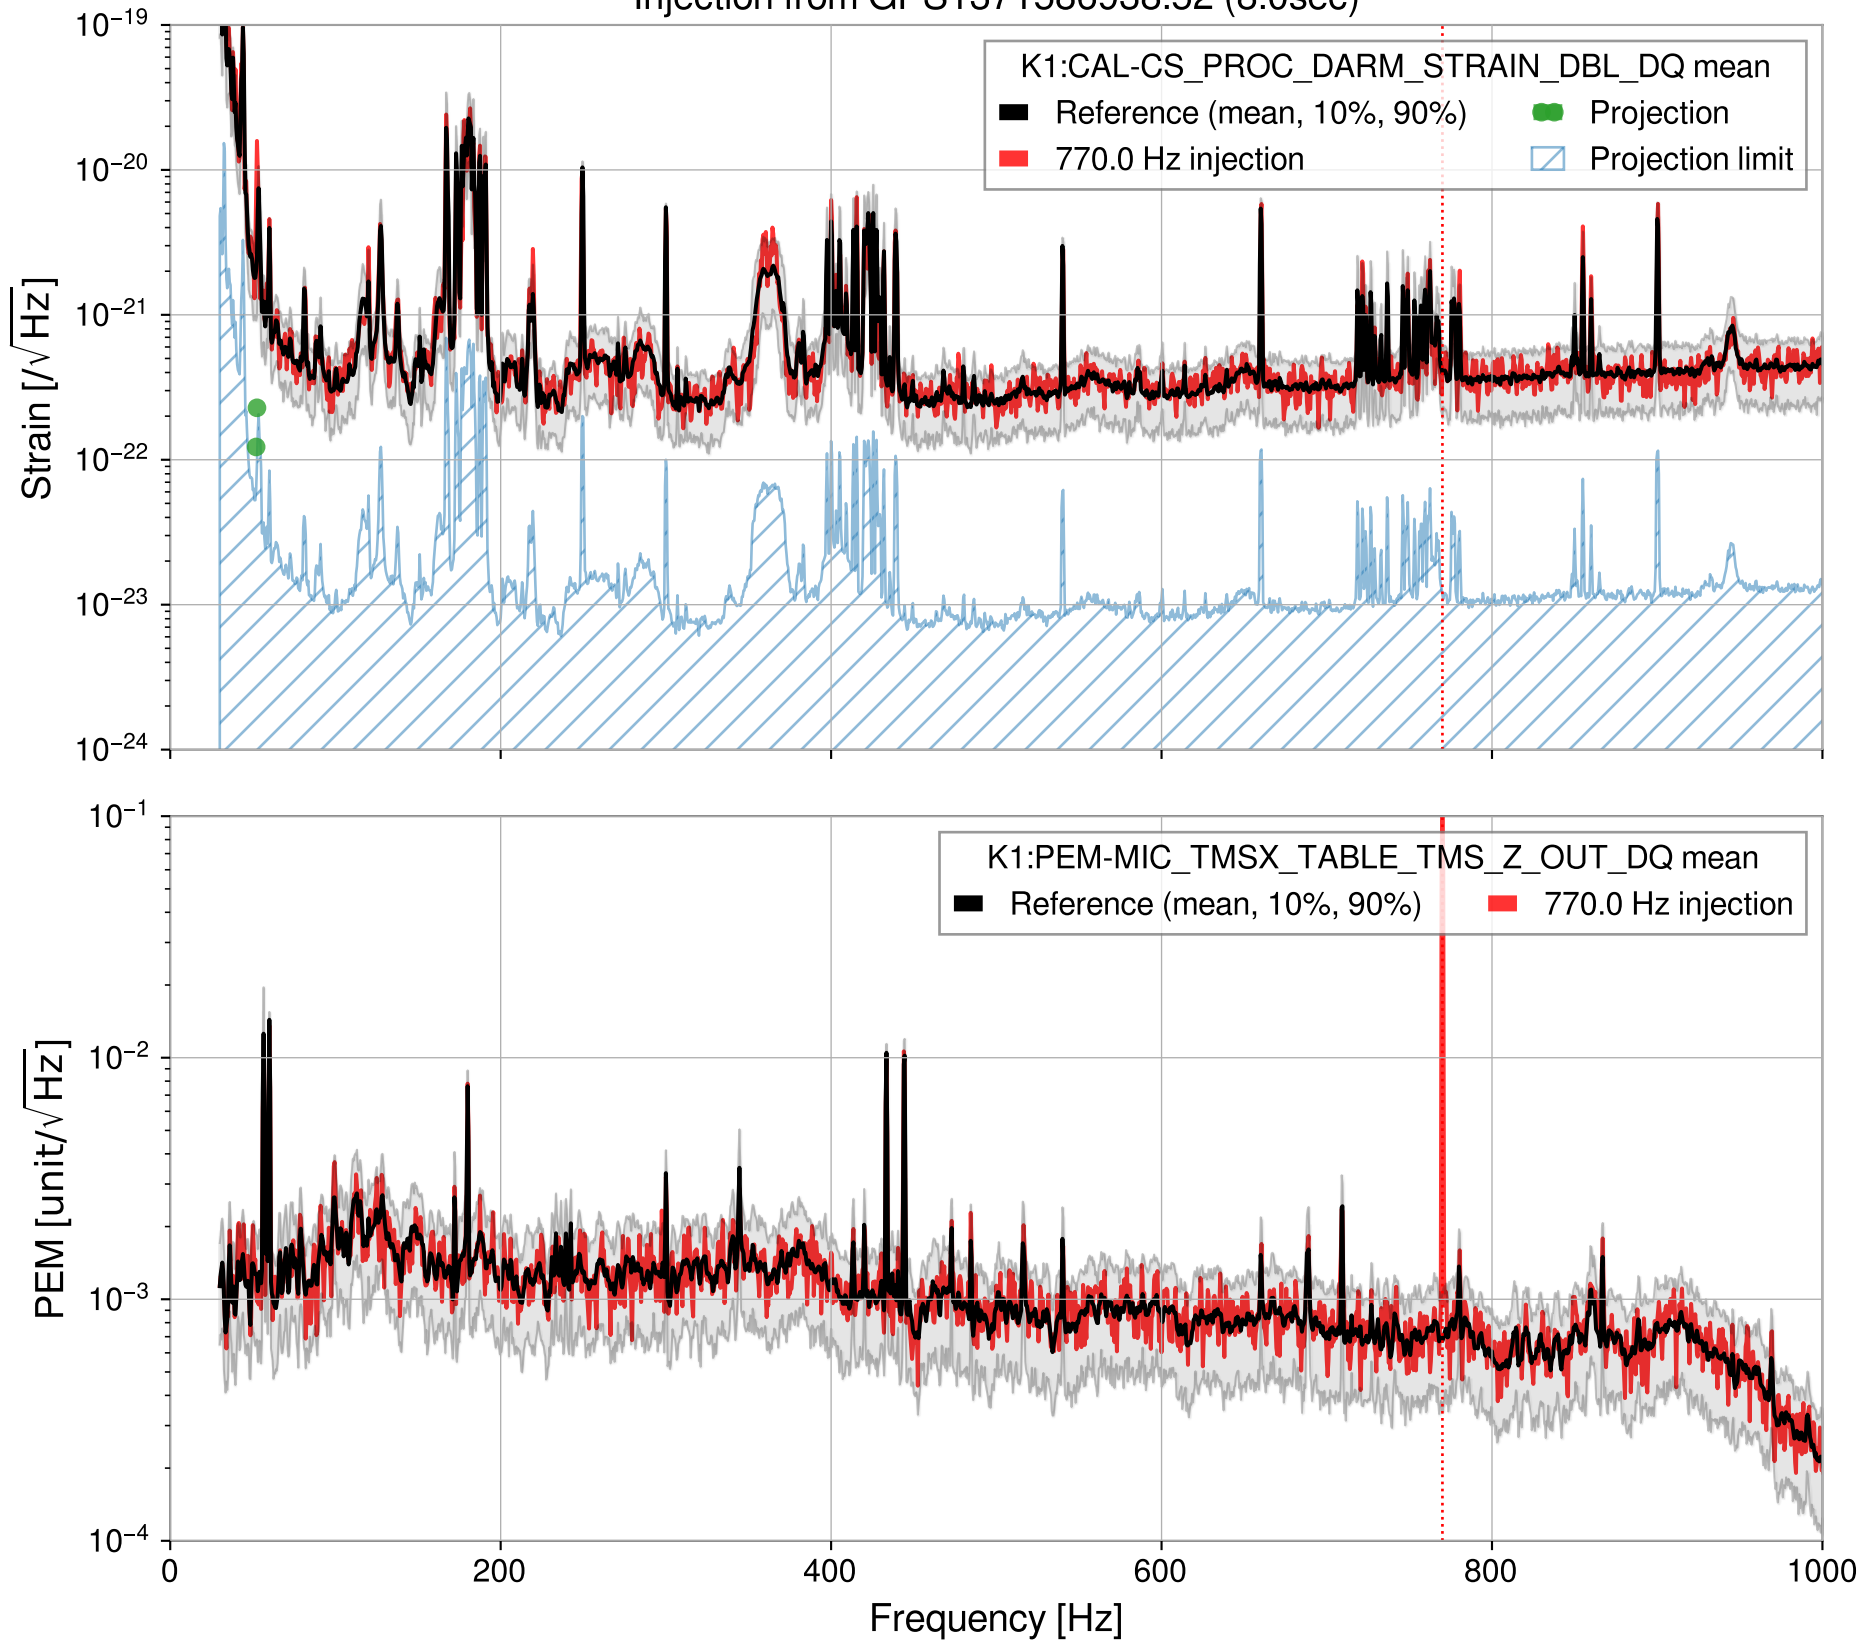 K1:CAL-CS_PROC_DARM_STRAIN_DBL_DQ mean
Reference (mean, 10%, 90%)
Projection
770.0 Hz injection
Projection limit
10⁻¹⁹
10⁻²⁰
10⁻²¹
10⁻²²
10⁻²³
10⁻²⁴
Strain [/√Hz]
K1:PEM-MIC_TMSX_TABLE_TMS_Z_OUT_DQ mean
Reference (mean, 10%, 90%)
770.0 Hz injection
10⁻¹
10⁻²
10⁻³
10⁻⁴
PEM [unit/√Hz]
0 200 400 600 800 1000
Frequency [Hz]